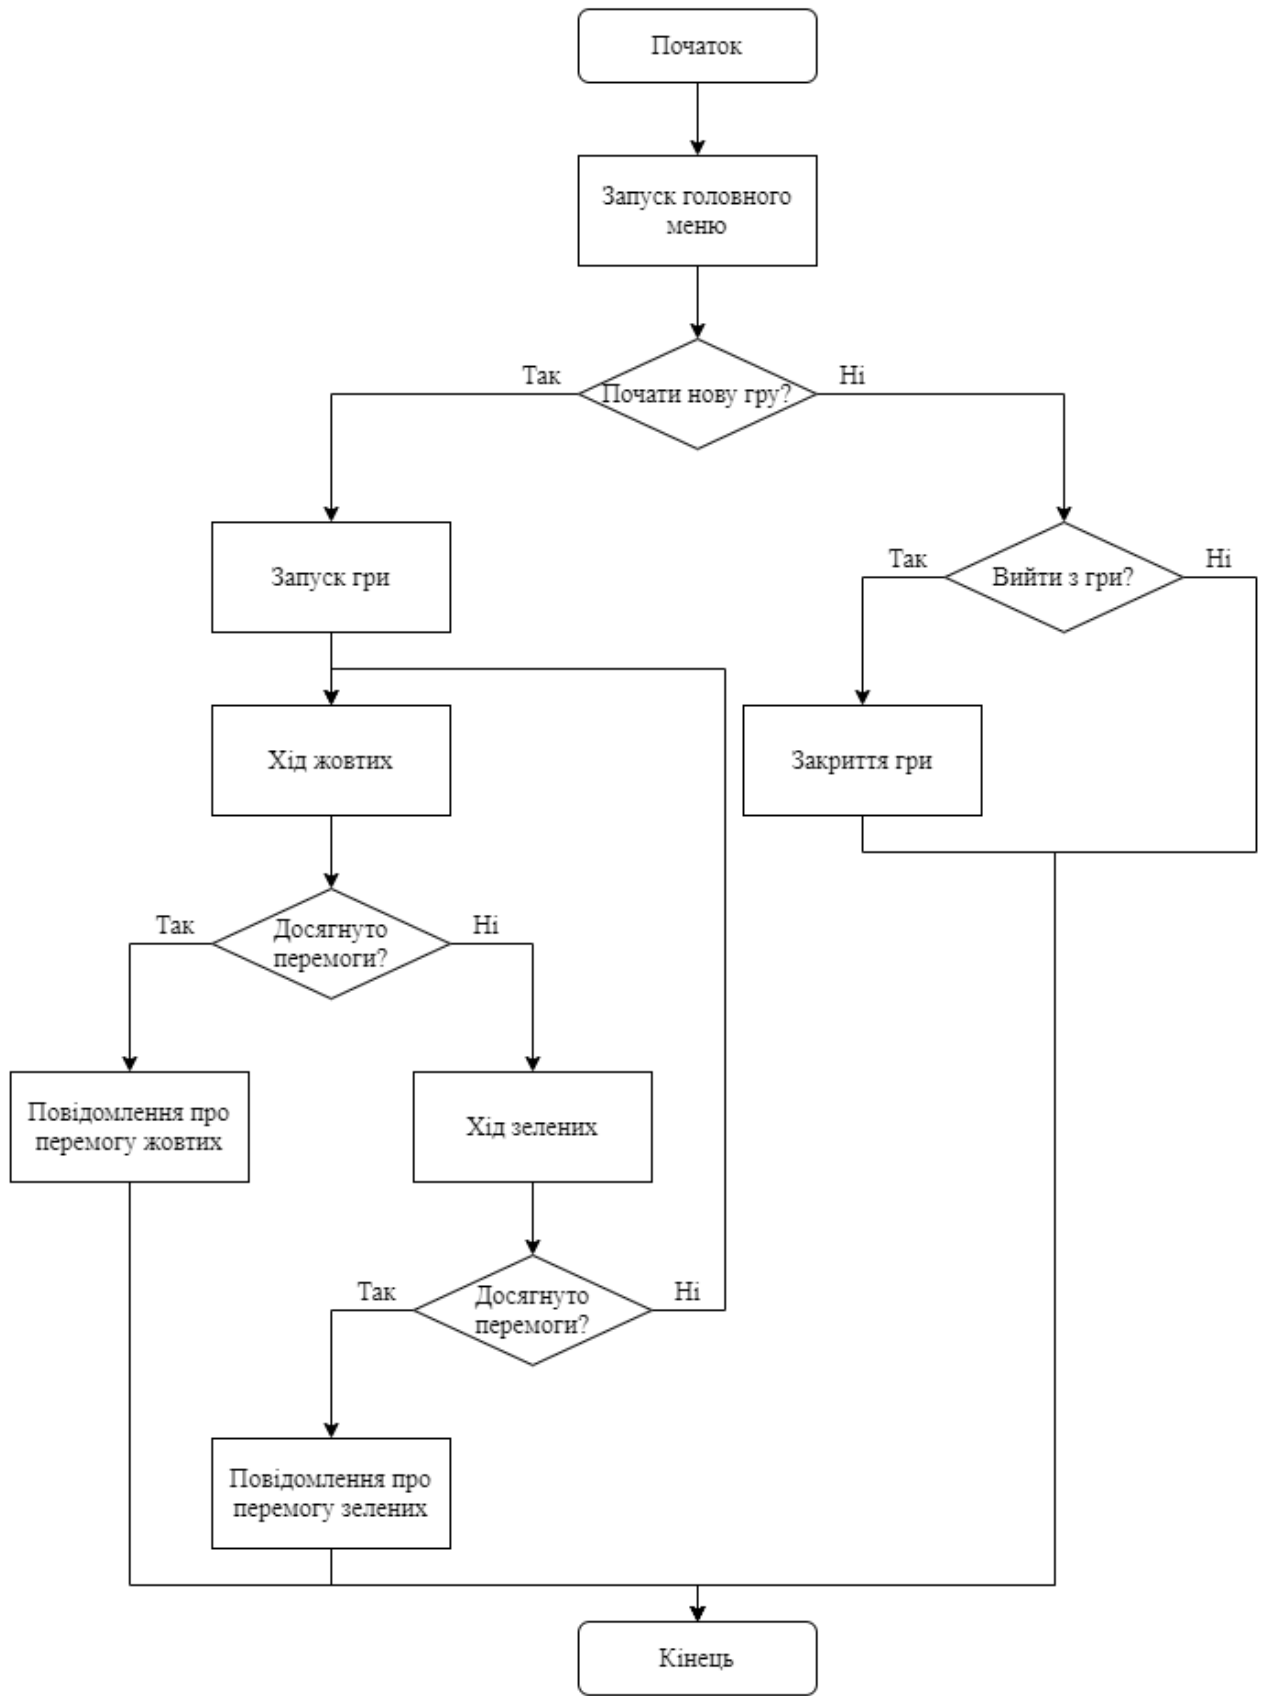 Початок
Запуск головного
меню
Так
Почати нову гру?
Ні
Запуск гри
Так
Вийти з гри?
Ні
Хід жовтих
Закриття гри
Так
Досягнуто
перемоги?
Ні
Повідомлення про
перемогу жовтих
Хід зелених
Так
Досягнуто
перемоги?
Ні
Повідомлення про
перемогу зелених
Кінець